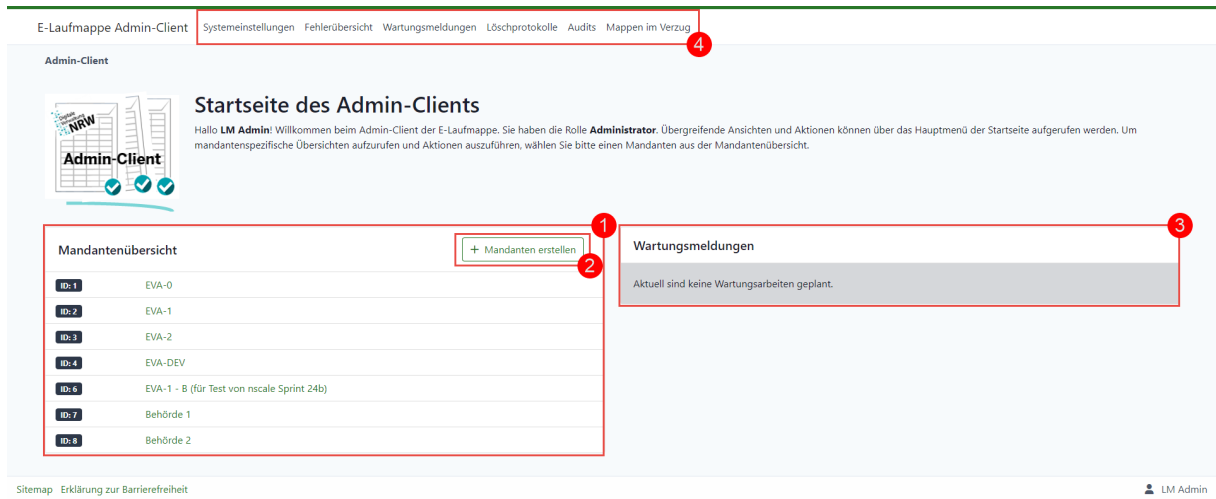 E-Laufmappe Admin-Client Systemeinstellungen Fehlerübersicht Wartungsmeldungen Löschprotokolle Audits Mappen im Verzug
4
Admin-Client
Digitale Verwaltung NRW
Admin-Client
Startseite des Admin-Clients
Hallo LM Admin! Willkommen beim Admin-Client der E-Laufmappe. Sie haben die Rolle Administrator. Übergreifende Ansichten und Aktionen können über das Hauptmenü der Startseite aufgerufen werden. Um
mandantenspezifische Übersichten aufzurufen und Aktionen auszuführen, wählen Sie bitte einen Mandanten aus der Mandantenübersicht.
1
Mandantenübersicht + Mandanten erstellen
2
ID: 1 EVA-0
ID: 2 EVA-1
ID: 3 EVA-2
ID: 4 EVA-DEV
ID: 6 EVA-1 - B (für Test von nscale Sprint 24b)
ID: 7 Behörde 1
ID: 8 Behörde 2
3
Wartungsmeldungen
Aktuell sind keine Wartungsarbeiten geplant.
Sitemap Erklärung zur Barrierefreiheit LM Admin